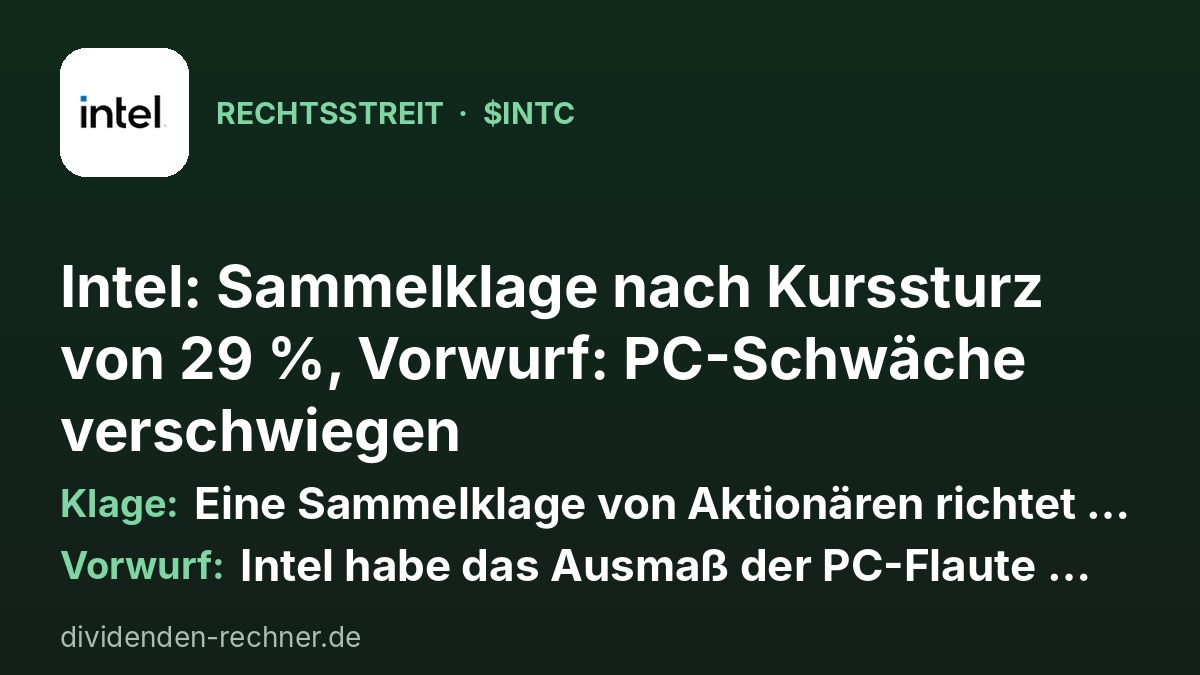 intel
RECHTSSTREIT · $INTC
Intel: Sammelklage nach Kurssturz
von 29 %, Vorwurf: PC-Schwäche
verschwiegen
Klage: Eine Sammelklage von Aktionären richtet ...
Vorwurf: Intel habe das Ausmaß der PC-Flaute ...
dividenden-rechner.de